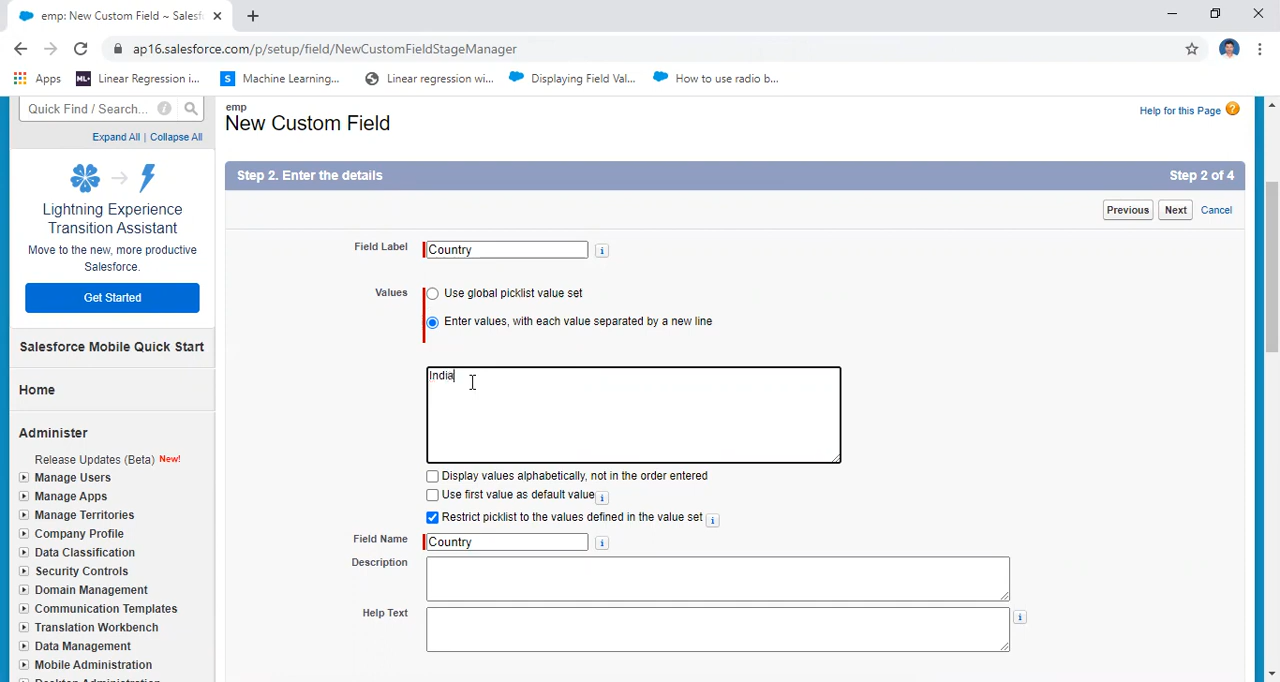 emp: New Custom Field ~ Salesf
ap16.salesforce.com/p/setup/field/NewCustomFieldStageManager
Apps
ML+
Linear Regression i...
S
Machine Learning...
Linear regression wi...
Displaying Field Val...
How to use radio b...
Quick Find / Search...
Expand All | Collapse All
Lightning Experience
Transition Assistant
Move to the new, more productive
Salesforce.
Get Started
Salesforce Mobile Quick Start
Home
Administer
Release Updates (Beta) New!
Manage Users
Manage Apps
Manage Territories
Company Profile
Data Classification
Security Controls
Domain Management
Communication Templates
Translation Workbench
Data Management
Mobile Administration
emp
New Custom Field
Help for this Page ?
Step 2. Enter the details
Step 2 of 4
Previous
Next
Cancel
Field Label
Country
i
Values
Use global picklist value set
Enter values, with each value separated by a new line
India
Display values alphabetically, not in the order entered
Use first value as default value i
Restrict picklist to the values defined in the value set i
Field Name
Country
i
Description
Help Text
i